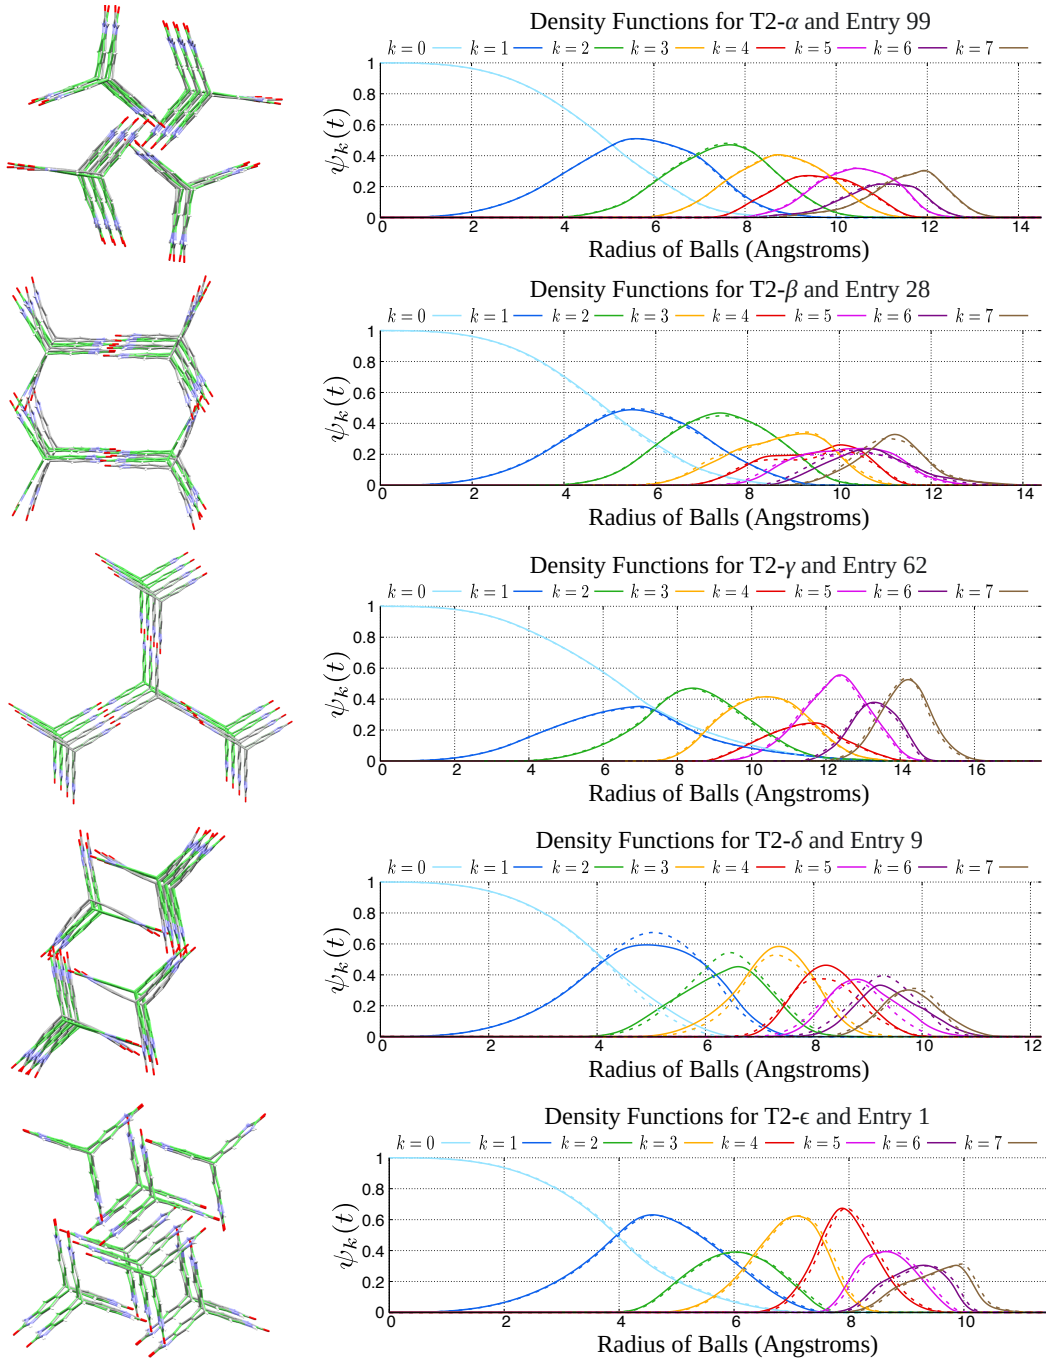 Density Functions for T2-α and Entry 99
k = 0 k = 1 k = 2 k = 3 k = 4 k = 5 k = 6 k = 7
1
0.8
0.6
0.4
0.2
0
ψk(t)
0 2 4 6 8 10 12 14
Radius of Balls (Angstroms)
Density Functions for T2-β and Entry 28
k = 0 k = 1 k = 2 k = 3 k = 4 k = 5 k = 6 k = 7
1
0.8
0.6
0.4
0.2
0
ψk(t)
0 2 4 6 8 10 12 14
Radius of Balls (Angstroms)
Density Functions for T2-γ and Entry 62
k = 0 k = 1 k = 2 k = 3 k = 4 k = 5 k = 6 k = 7
1
0.8
0.6
0.4
0.2
0
ψk(t)
0 2 4 6 8 10 12 14 16
Radius of Balls (Angstroms)
Density Functions for T2-δ and Entry 9
k = 0 k = 1 k = 2 k = 3 k = 4 k = 5 k = 6 k = 7
1
0.8
0.6
0.4
0.2
0
ψk(t)
0 2 4 6 8 10 12
Radius of Balls (Angstroms)
Density Functions for T2-ϵ and Entry 1
k = 0 k = 1 k = 2 k = 3 k = 4 k = 5 k = 6 k = 7
1
0.8
0.6
0.4
0.2
0
ψk(t)
0 2 4 6 8 10
Radius of Balls (Angstroms)